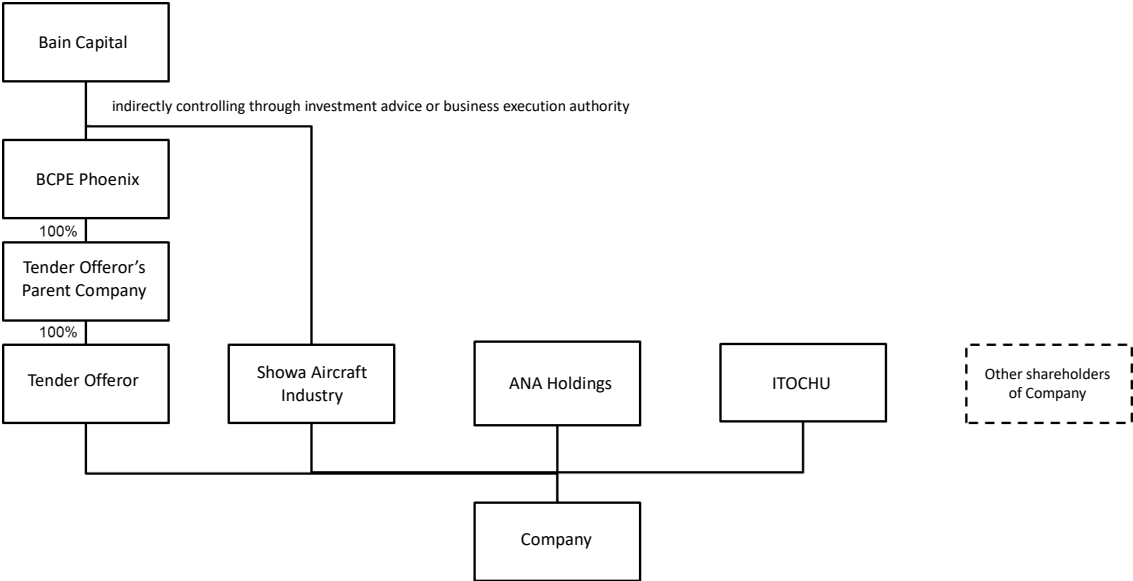 Bain Capital
indirectly controlling through investment advice or business execution authority
BCPE Phoenix
100%
Tender Offeror’s
Parent Company
100%
Tender Offeror
Showa Aircraft
Industry
ANA Holdings
ITOCHU
Other shareholders
of Company
Company